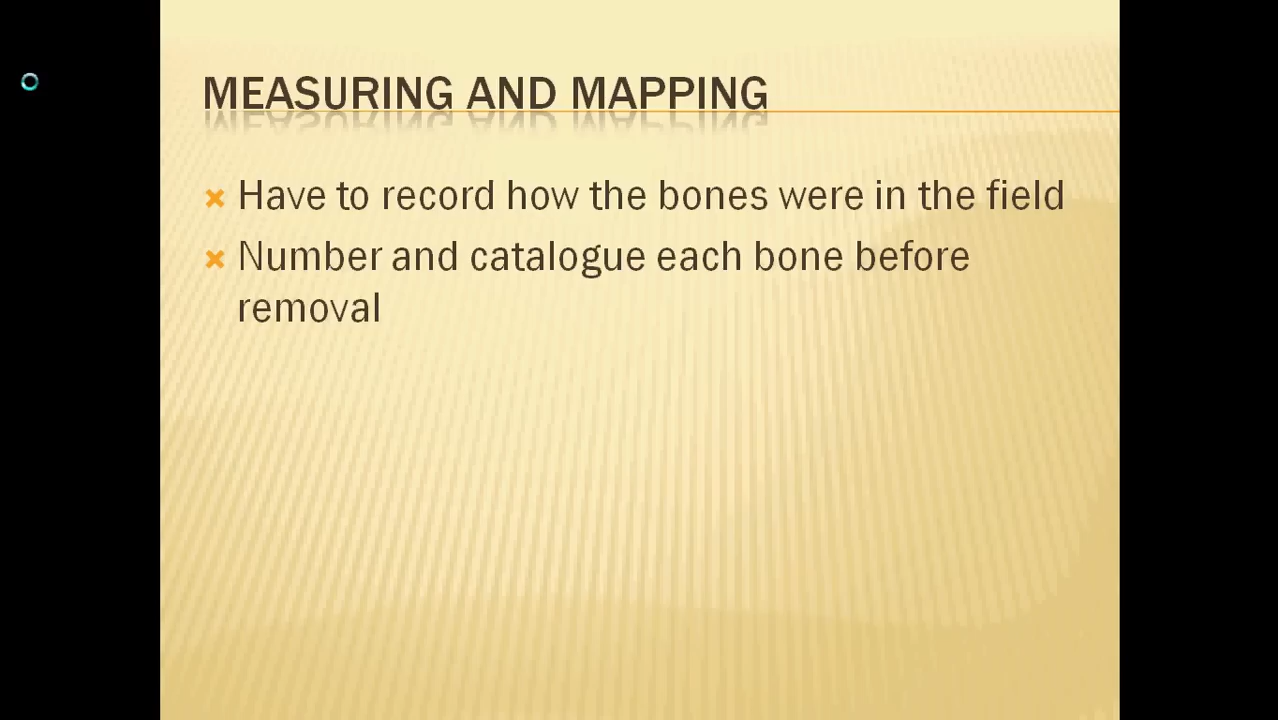 MEASURING AND MAPPING
Have to record how the bones were in the field
Number and catalogue each bone before
removal